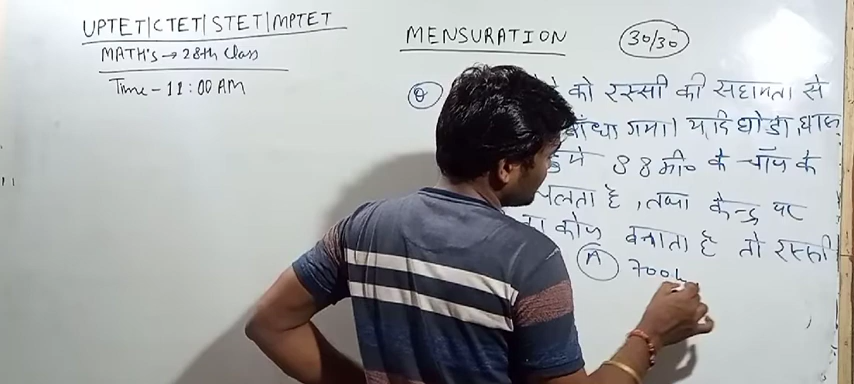 UPTET|CTET|STET|MPTET
MATH'S → 28th Class
Time - 11:00 AM
MENSURATION
30/30
Q
को रस्सी की सहायता से
बांधा गया। यदि घोडा, घास
88 मी० के चॉप के
चलता है, तथा केन्द्र पर
कोण बनाता है तो रस्सी
A 700